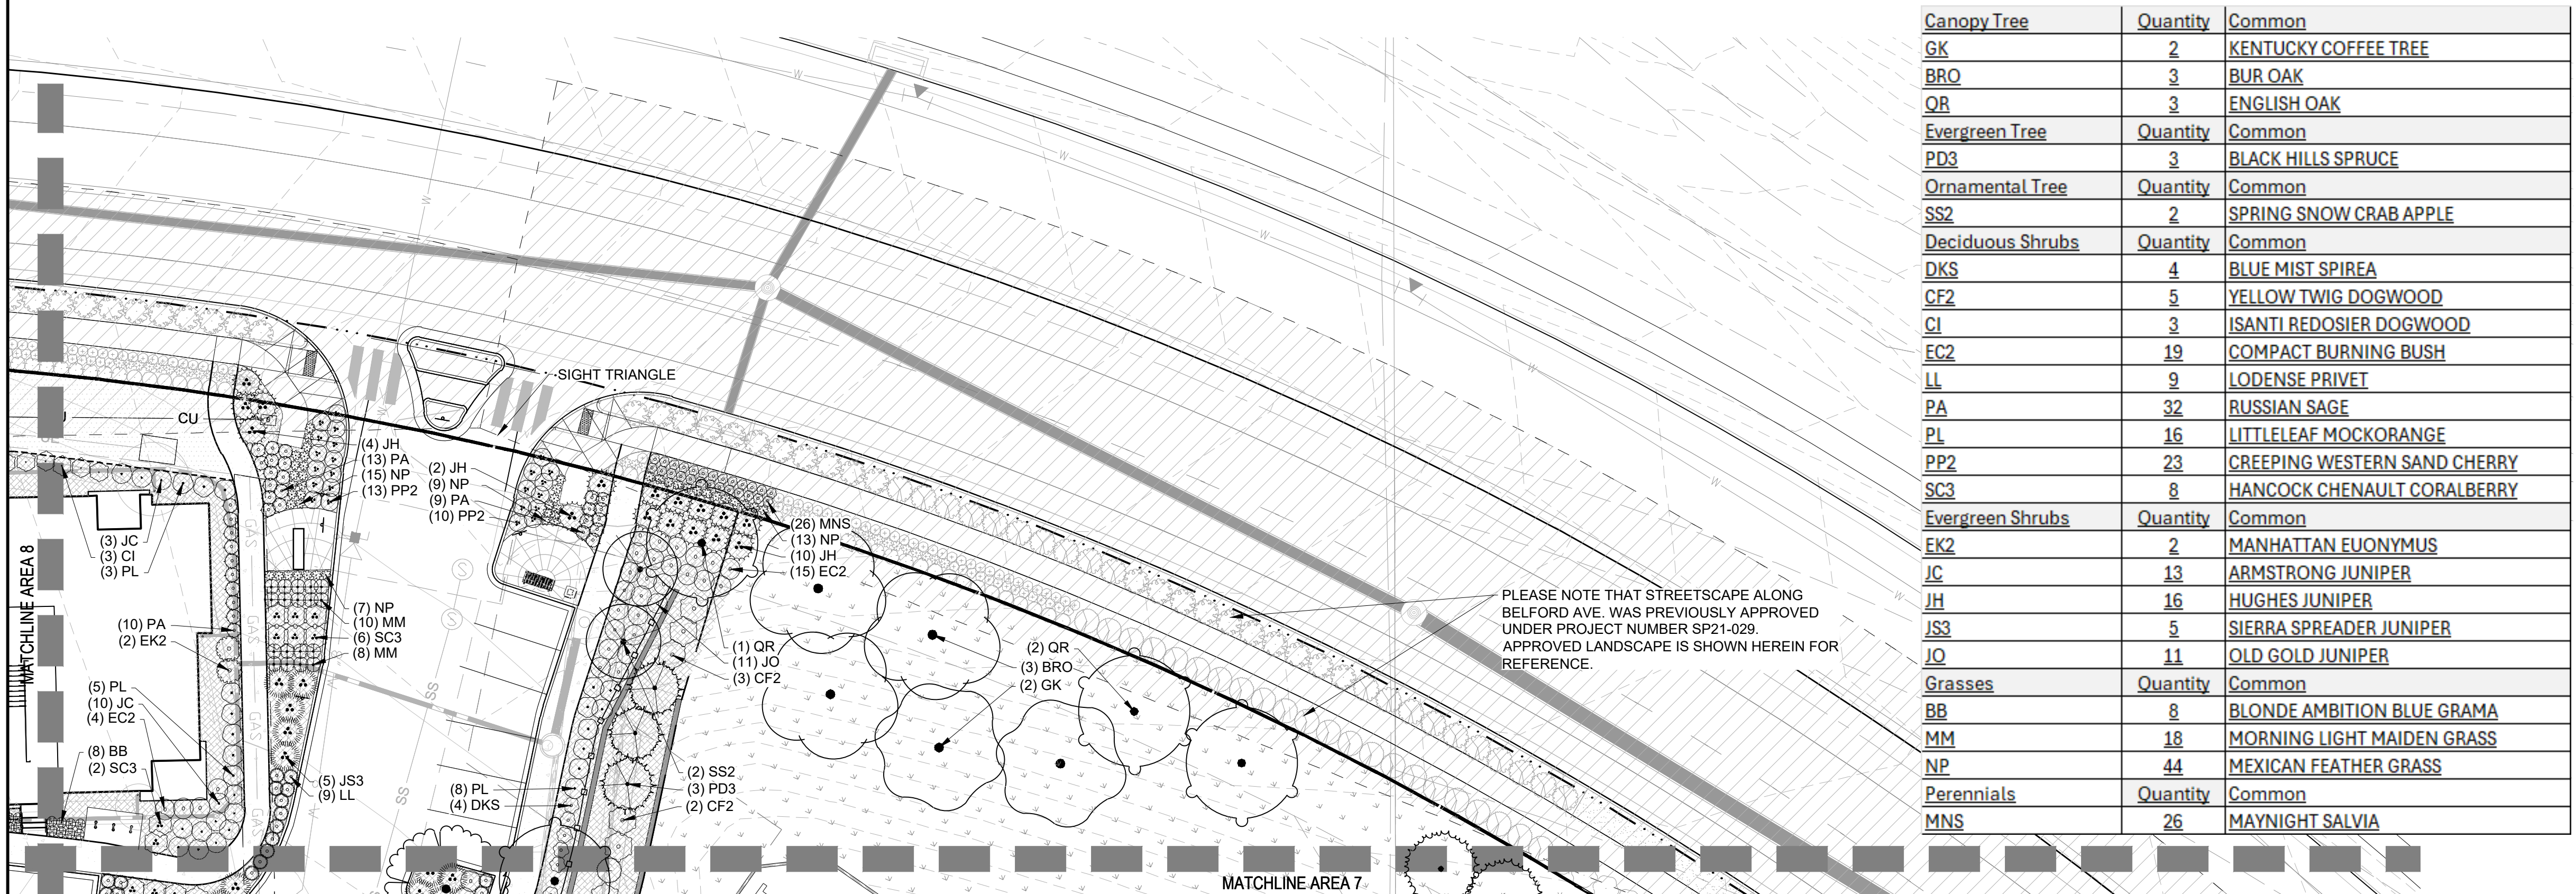 SIGHT TRIANGLE
CU
(4) JH
(13) PA
(15) NP
(13) PP2
(2) JH
(9) NP
(9) PA
(10) PP2
(26) MNS
(13) NP
(10) JH
(15) EC2
(3) JC
(3) CI
(3) PL
MATCHLINE AREA 8
(7) NP
(10) MM
(6) SC3
(8) MM
(10) PA
(2) EK2
(5) PL
(10) JC
(4) EC2
(8) BB
(2) SC3
(5) JS3
(9) LL
(1) QR
(11) JO
(3) CF2
(2) QR
(3) BRO
(2) GK
(2) SS2
(3) PD3
(2) CF2
(8) PL
(4) DKS
PLEASE NOTE THAT STREETSCAPE ALONG
BELFORD AVE. WAS PREVIOUSLY APPROVED
UNDER PROJECT NUMBER SP21-029.
APPROVED LANDSCAPE IS SHOWN HEREIN FOR
REFERENCE.
MATCHLINE AREA 7
GAS
GAS
GAS
GAS
SS
SS
S
S
W
W
W
W
W
W
W
Canopy Tree Quantity Common
GK 2 KENTUCKY COFFEE TREE
BRO 3 BUR OAK
QR 3 ENGLISH OAK
Evergreen Tree Quantity Common
PD3 3 BLACK HILLS SPRUCE
Ornamental Tree Quantity Common
SS2 2 SPRING SNOW CRAB APPLE
Deciduous Shrubs Quantity Common
DKS 4 BLUE MIST SPIREA
CF2 5 YELLOW TWIG DOGWOOD
CI 3 ISANTI REDOSIER DOGWOOD
EC2 19 COMPACT BURNING BUSH
LL 9 LODENSE PRIVET
PA 32 RUSSIAN SAGE
PL 16 LITTLELEAF MOCKORANGE
PP2 23 CREEPING WESTERN SAND CHERRY
SC3 8 HANCOCK CHENAULT CORALBERRY
Evergreen Shrubs Quantity Common
EK2 2 MANHATTAN EUONYMUS
JC 13 ARMSTRONG JUNIPER
JH 16 HUGHES JUNIPER
JS3 5 SIERRA SPREADER JUNIPER
JO 11 OLD GOLD JUNIPER
Grasses Quantity Common
BB 8 BLONDE AMBITION BLUE GRAMA
MM 18 MORNING LIGHT MAIDEN GRASS
NP 44 MEXICAN FEATHER GRASS
Perennials Quantity Common
MNS 26 MAYNIGHT SALVIA